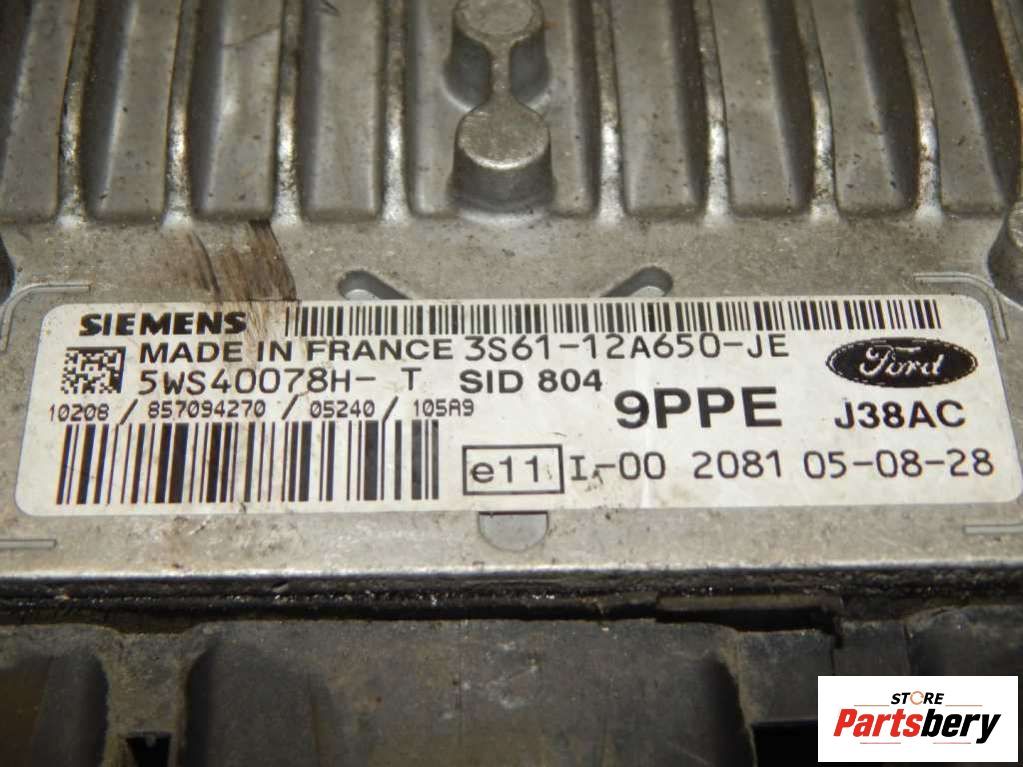 SIEMENS
MADE IN FRANCE 3S61-12A650-JE
Ford
5WS40078H- T SID 804
10208 / 857094270 / 05240 / 105A9
9PPE J38AC
e11 I.-00 2081 05-08-28
STORE
Partsbery